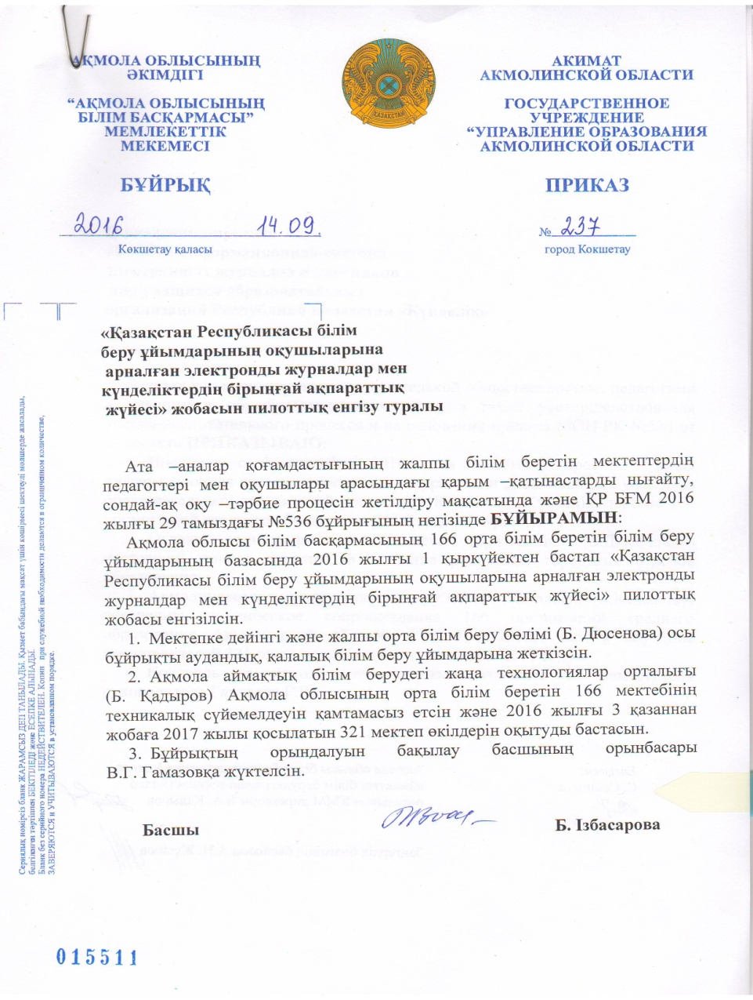 АҚМОЛА ОБЛЫСЫНЫҢ
ӘКІМДІГІ
“АҚМОЛА ОБЛЫСЫНЫҢ
БІЛІМ БАСҚАРМАСЫ”
МЕМЛЕКЕТТІК
МЕКЕМЕСІ
БҰЙРЫҚ
2016 14.09.
Көкшетау қаласы
ҚАЗАҚСТАН
АКИМАТ
АКМОЛИНСКОЙ ОБЛАСТИ
ГОСУДАРСТВЕННОЕ
УЧРЕЖДЕНИЕ
“УПРАВЛЕНИЕ ОБРАЗОВАНИЯ
АКМОЛИНСКОЙ ОБЛАСТИ
ПРИКАЗ
№ 237
город Кокшетау
«Қазақстан Республикасы білім
беру ұйымдарының оқушыларына
арналған электронды журналдар мен
күнделіктердің бірыңғай ақпараттық
жүйесі» жобасын пилоттық енгізу туралы
Ата –аналар қоғамдастығының жалпы білім беретін мектептердің
педагогтері мен оқушылары арасындағы қарым –қатынастарды нығайту,
сондай-ақ оқу –тәрбие процесін жетілдіру мақсатында және ҚР БҒМ 2016
жылғы 29 тамыздағы №536 бұйрығының негізінде БҰЙЫРАМЫН:
Ақмола облысы білім басқармасының 166 орта білім беретін білім беру
ұйымдарының базасында 2016 жылғы 1 қыркүйектен бастап «Қазақстан
Республикасы білім беру ұйымдарының оқушыларына арналған электронды
журналдар мен күнделіктердің бірыңғай ақпараттық жүйесі» пилоттық
жобасы енгізілсін.
1. Мектепке дейінгі және жалпы орта білім беру бөлімі (Б. Дюсенова) осы
бұйрықты аудандық, қалалық білім беру ұйымдарына жеткізсін.
2. Ақмола аймақтық білім берудегі жаңа технологиялар орталығы
(Б. Қадыров) Ақмола облысының орта білім беретін 166 мектебінің
техникалық сүйемелдеуін қамтамасыз етсін және 2016 жылғы 3 қазаннан
жобаға 2017 жылы қосылатын 321 мектеп өкілдерін оқытуды бастасын.
3. Бұйрықтың орындалуын бақылау басшының орынбасары
В.Г. Гамазовқа жүктелсін.
Басшы Б. Ізбасарова
Сериялық нөмірсіз бланк ЖАРАМСЫЗ ДЕП ТАНЫЛАДЫ. Қызмет бабындағы мақсат үшін көшірмесі шектеулі мөлшерде жасалады,
белгіленген тәртіппен БЕКІТІЛЕДІ және ЕСЕПКЕ АЛЫНАДЫ.
Бланк без серийного номера НЕДЕЙСТВИТЕЛЕН. Копии при служебной необходимости делаются в ограниченном количестве,
ЗАВЕРЯЮТСЯ и УЧИТЫВАЮТСЯ в установленном порядке.
015511